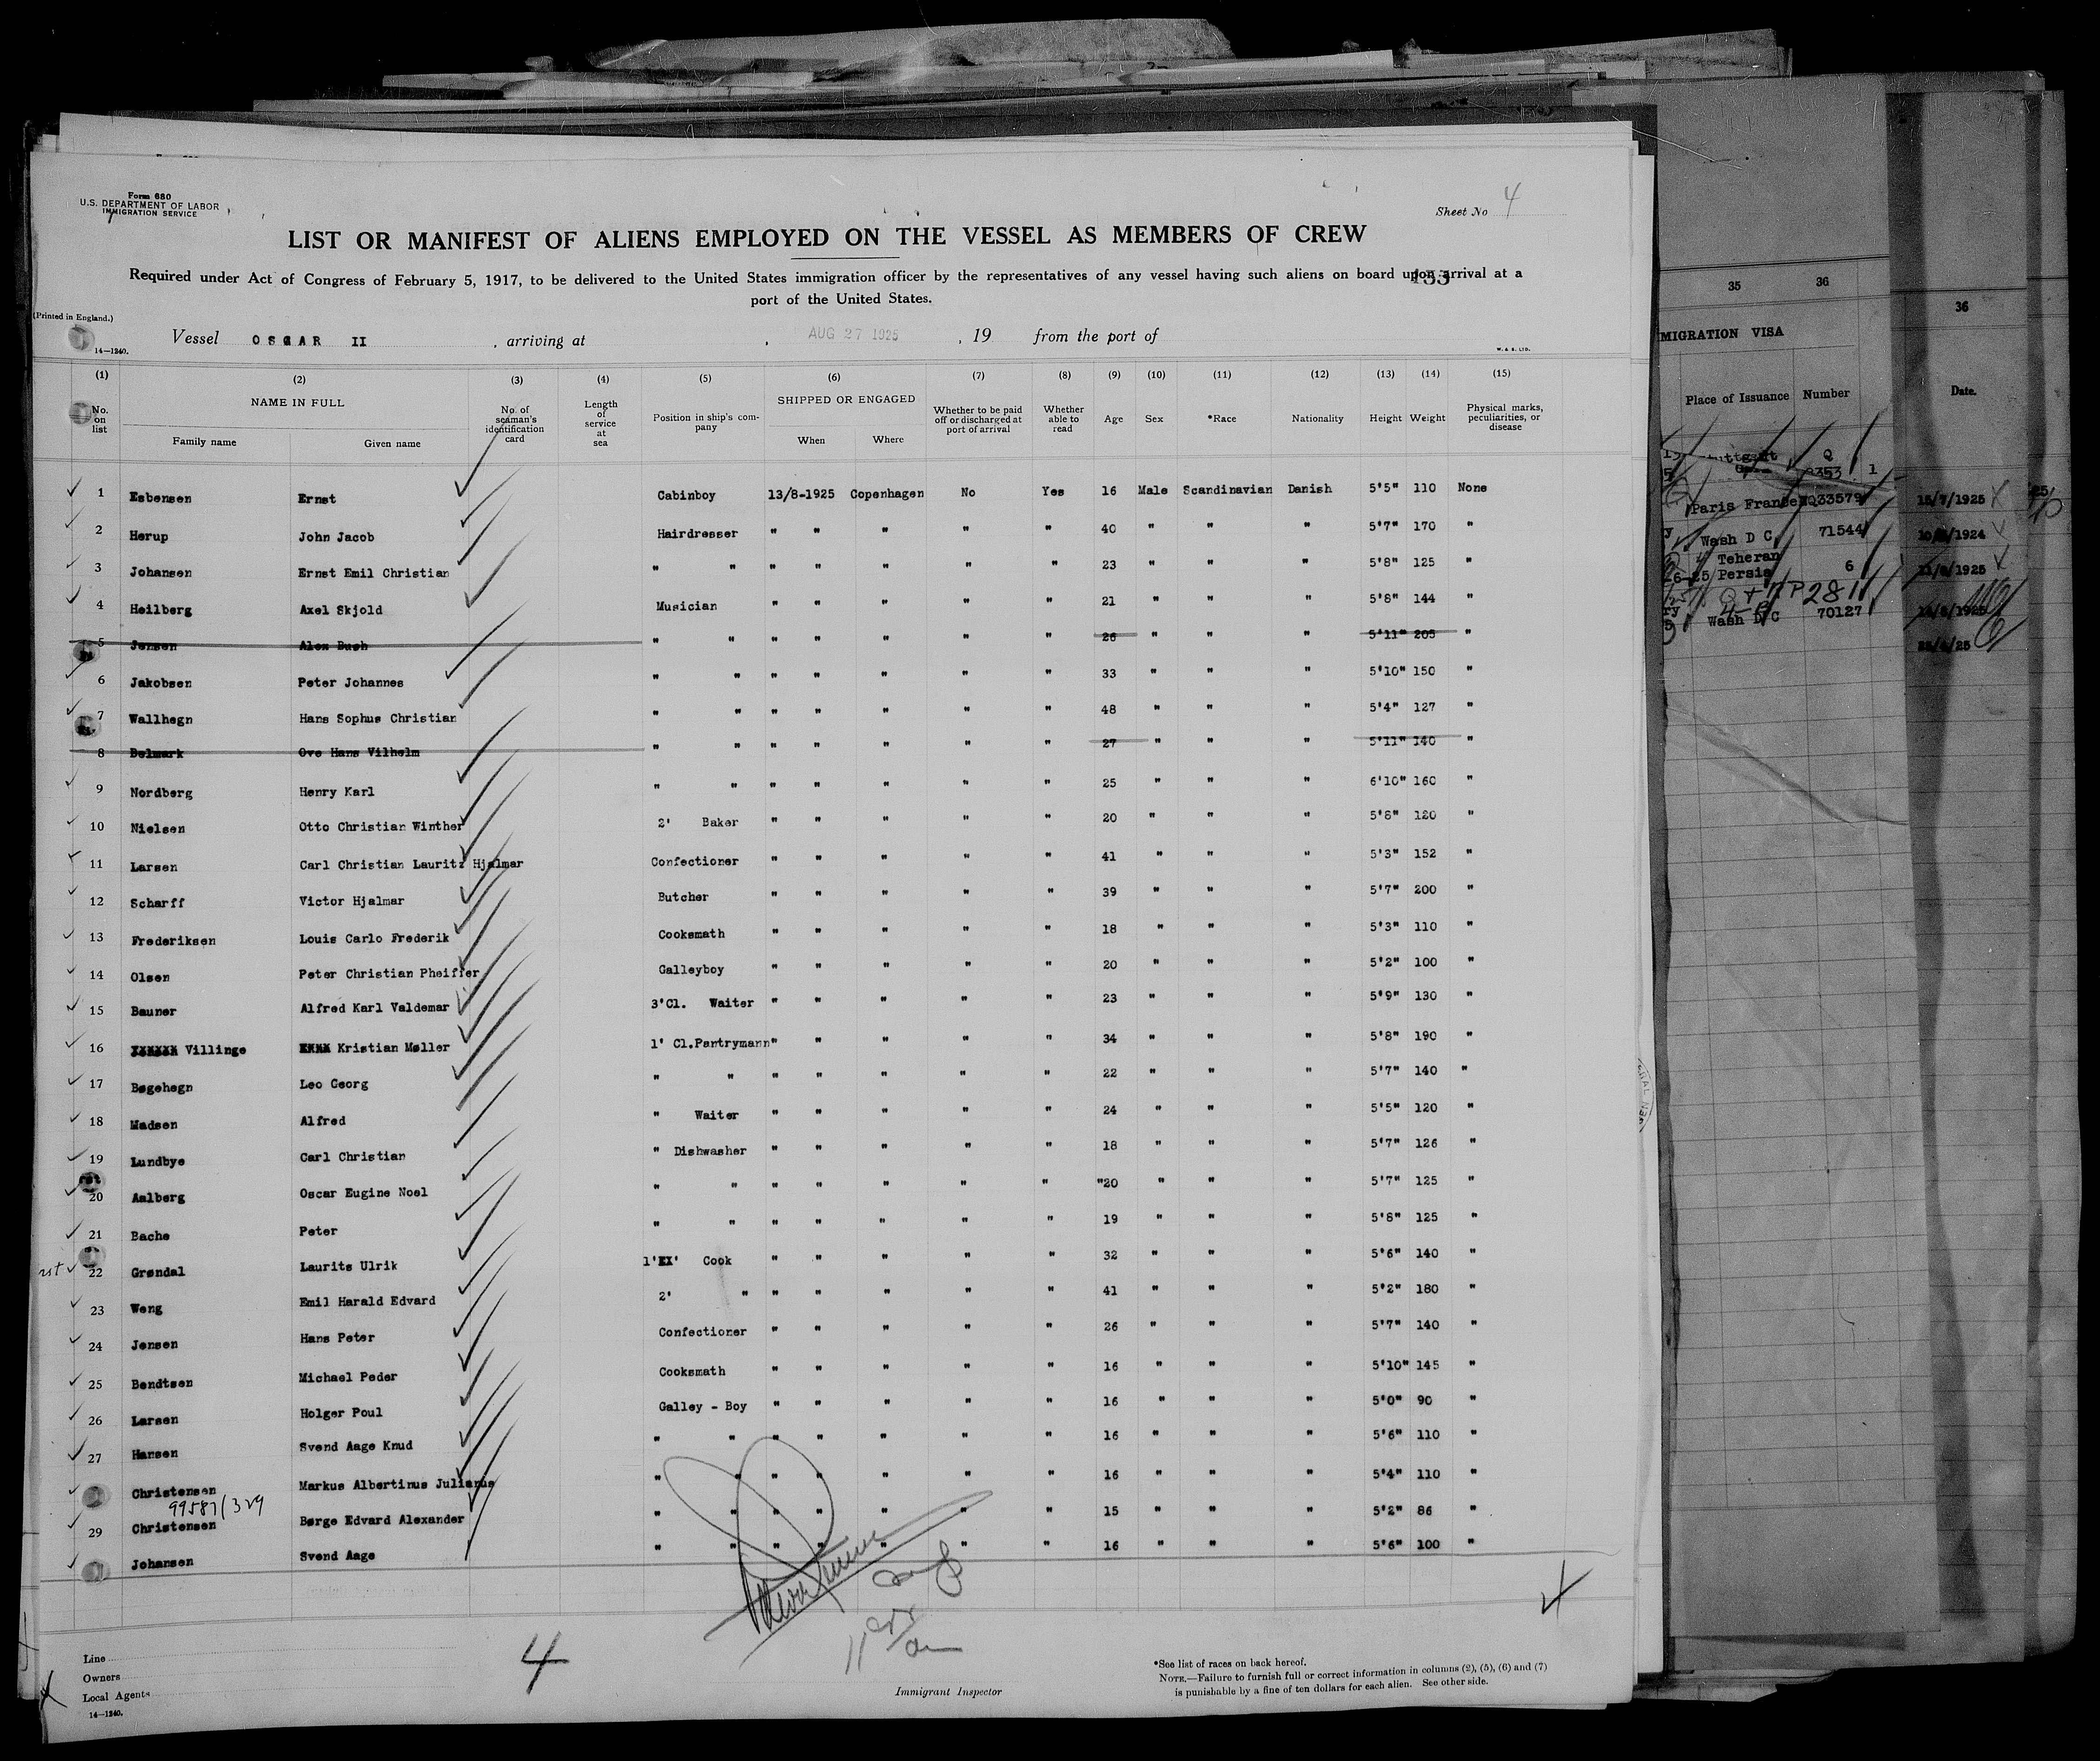 Form 680
U.S. DEPARTMENT OF LABOR
IMMIGRATION SERVICE
Sheet No 4
LIST OR MANIFEST OF ALIENS EMPLOYED ON THE VESSEL AS MEMBERS OF CREW
Required under Act of Congress of February 5, 1917, to be delivered to the United States immigration officer by the representatives of any vessel having such aliens on board upon arrival at a
port of the United States.
(Printed in England.)
14—1240.
Vessel OSCAR II , arriving at , AUG 27 1925 , 19 from the port of
W. & S. LTD.
(1) (2) (3) (4) (5) (6) (7) (8) (9) (10) (11) (12) (13) (14) (15)
No. on list NAME IN FULL Family name Given name No. of seaman's identification card Length of service at sea Position in ship's company SHIPPED OR ENGAGED When Where Whether to be paid off or discharged at port of arrival Whether able to read Age Sex *Race Nationality Height Weight Physical marks, peculiarities, or disease
1 Esbensen Ernst Cabinboy 13/8-1925 Copenhagen No Yes 16 Male Scandinavian Danish 5'5" 110 None
2 Herup John Jacob Hairdresser " " " " " 40 " " " 5'7" 170 "
3 Johansen Ernst Emil Christian " " " " " " " 23 " " " 5'8" 125 "
4 Heilberg Axel Skjold Musician " " " " " 21 " " " 5'8" 144 "
5 Jensen Alex Bush " " " " " " " 26 " " " 5'11" 205 "
6 Jakobsen Peter Johannes " " " " " " " 33 " " " 5'10" 150 "
7 Wallhegn Hans Sophus Christian " " " " " " " 48 " " " 5'4" 127 "
8 Delmark Ove Hans Vilhelm " " " " " " " 27 " " " 5'11" 140 "
9 Nordberg Henry Karl " " " " " " " 25 " " " 6'10" 160 "
10 Nielsen Otto Christian Winther 2' Baker " " " " " 20 " " " 5'8" 120 "
11 Larsen Carl Christian Lauritz Hjalmar Confectioner " " " " " 41 " " " 5'3" 152 "
12 Scharff Victor Hjalmar Butcher " " " " " 39 " " " 5'7" 200 "
13 Frederiksen Louis Carlo Frederik Cooksmath " " " " " 18 " " " 5'3" 110 "
14 Olsen Peter Christian Pheiffer Galleyboy " " " " " 20 " " " 5'2" 100 "
15 Bauner Alfred Karl Valdemar 3'Cl. Waiter " " " " " 23 " " " 5'9" 130 "
16 Villinge Kristian Møller 1' Cl.Pantrymann " " " " " 34 " " " 5'8" 190 "
17 Bøgehegn Leo Georg " " " " " " " 22 " " " 5'7" 140 "
18 Madsen Alfred " Waiter " " " " " 24 " " " 5'5" 120 "
19 Lundbye Carl Christian " Dishwasher " " " " " 18 " " " 5'7" 126 "
20 Aalberg Oscar Eugine Noel " " " " " " " "20 " " " 5'7" 125 "
21 Bache Peter " " " " " " " 19 " " " 5'8" 125 "
22 Grøndal Laurits Ulrik 1'EX' Cook " " " " " 32 " " " 5'6" 140 "
23 Weng Emil Harald Edvard 2' " " " " " " 41 " " " 5'2" 180 "
24 Jensen Hans Peter Confectioner " " " " " 26 " " " 5'7" 140 "
25 Bendtsen Michael Peder Cooksmath " " " " " 16 " " " 5'10" 145 "
26 Larsen Holger Poul Galley - Boy " " " " " 16 " " " 5'0" 90 "
27 Hansen Svend Aage Knud " " " " " " " 16 " " " 5'6" 110 "
Christensen Markus Albertinus Julianus " " " " " " " 16 " " " 5'4" 110 "
99587/329
29 Christensen Børge Edvard Alexander " " " " " " " 15 " " " 5'2" 86 "
Johansen Svend Aage " " " " " " " 16 " " " 5'6" 100 "
4
Line
Owners
Local Agents
14—1240.
Immigrant Inspector
*See list of races on back hereof.
NOTE.—Failure to furnish full or correct information in columns (2), (5), (6) and (7)
is punishable by a fine of ten dollars for each alien. See other side.
35 36
MIGRATION VISA
Place of Issuance Number
Paris France
Wash D C 71544
Teheran
Persia 6
Wash D C 70127
36
Date.
15/7/1925